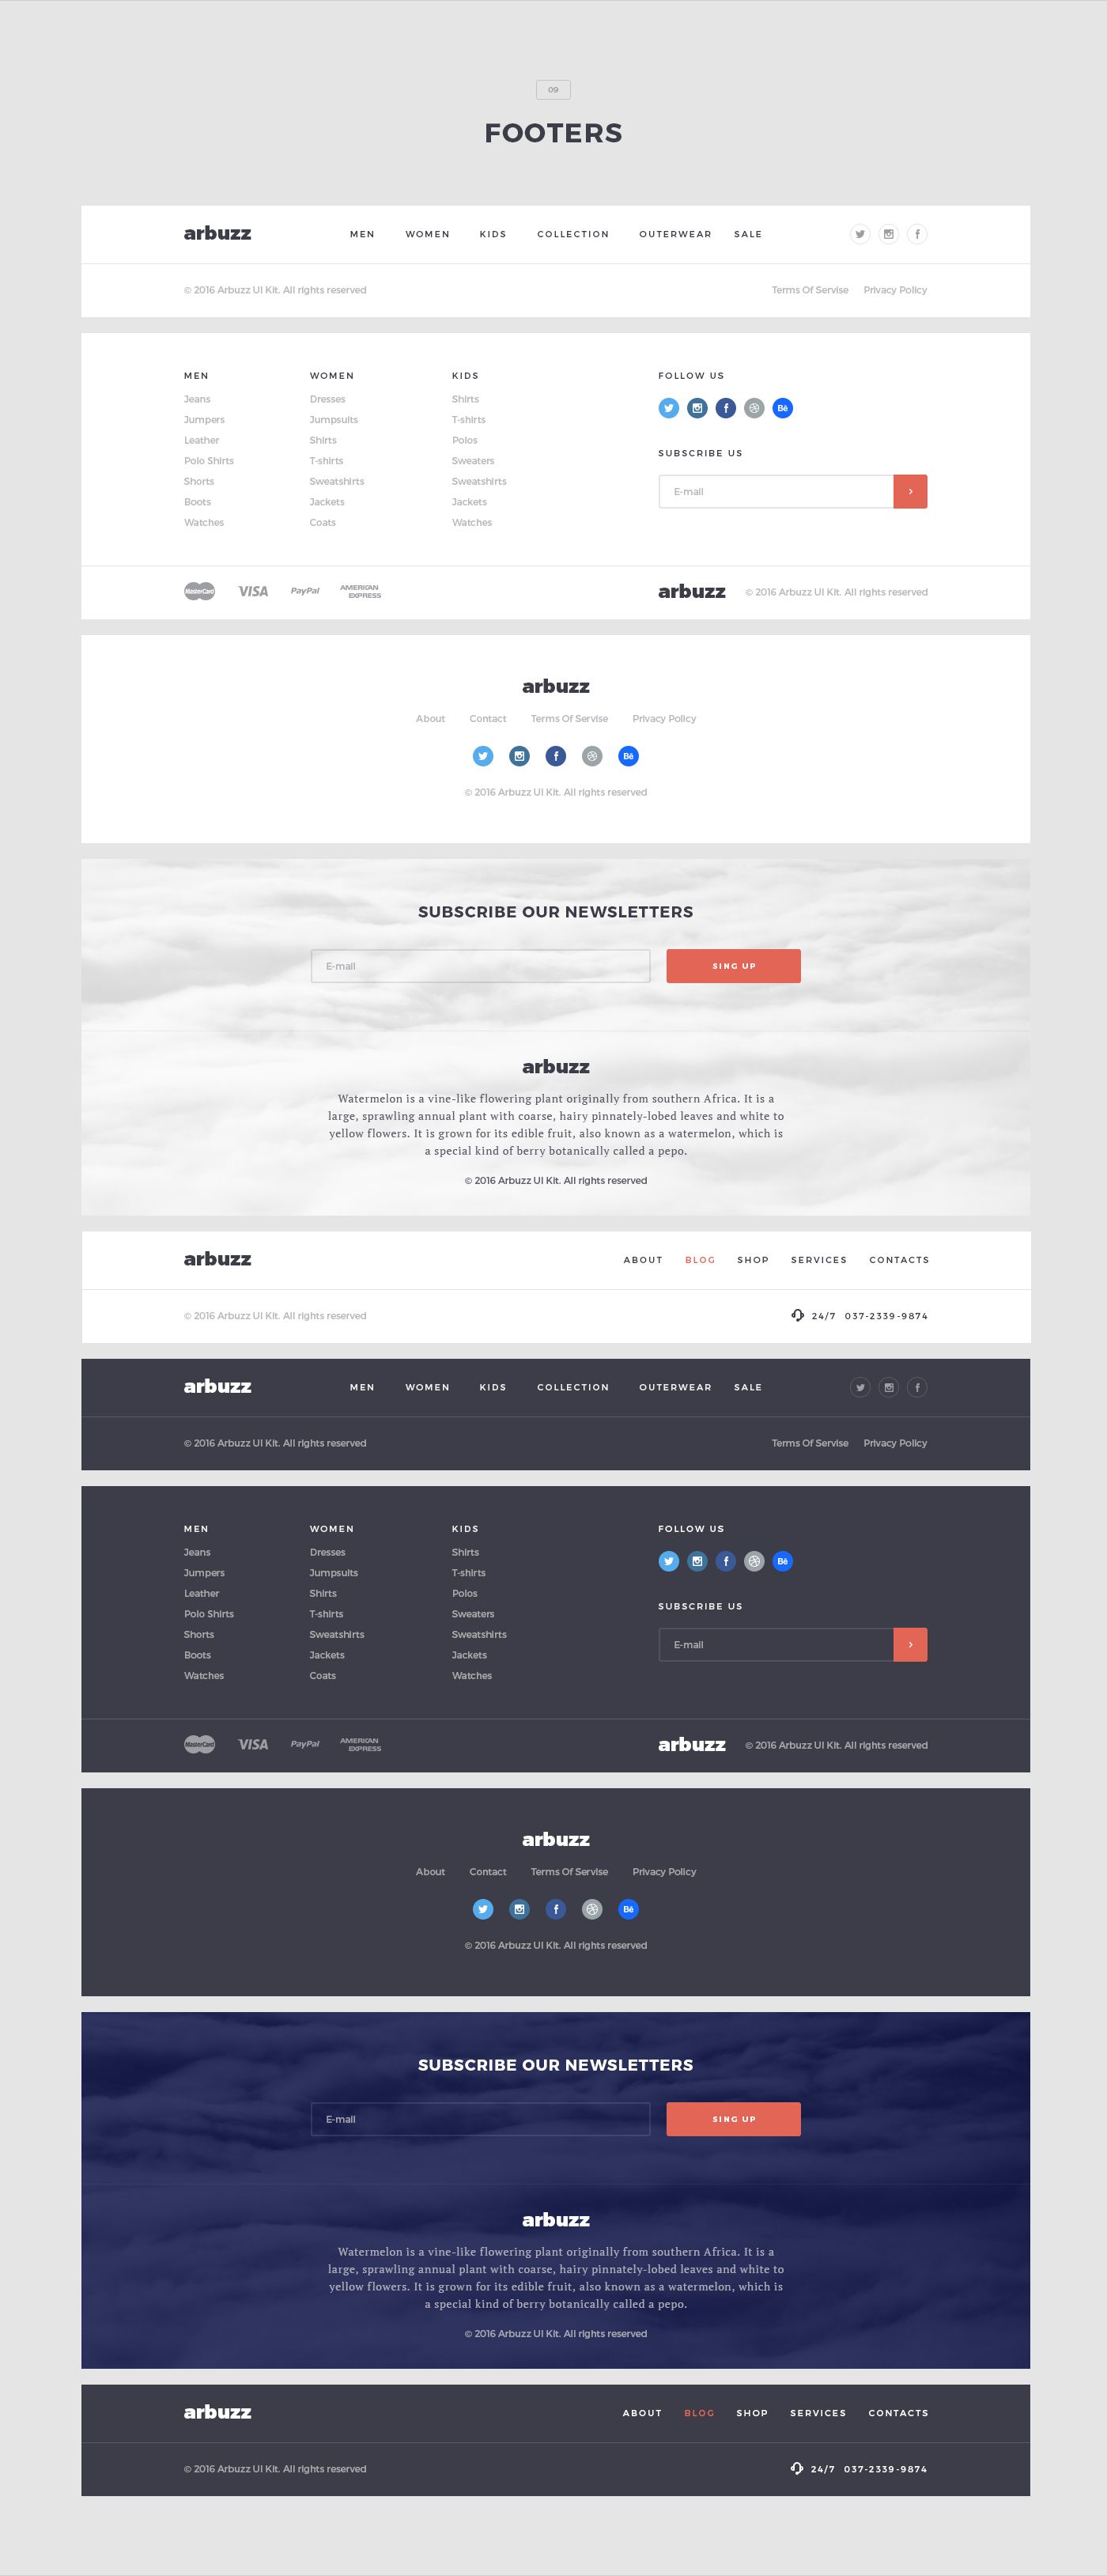 09
FOOTERS
arbuzz MEN WOMEN KIDS COLLECTION OUTERWEAR SALE
© 2016 Arbuzz UI Kit. All rights reserved Terms Of Servise Privacy Policy
MEN WOMEN KIDS FOLLOW US
Jeans Dresses Shirts
Jumpers Jumpsuits T-shirts
Leather Shirts Polos
Polo Shirts T-shirts Sweaters
Shorts Sweatshirts Sweatshirts
Boots Jackets Jackets
Watches Coats Watches
Bē
SUBSCRIBE US
E-mail
MasterCard VISA PayPal AMERICAN EXPRESS arbuzz © 2016 Arbuzz UI Kit. All rights reserved
arbuzz
About Contact Terms Of Servise Privacy Policy
Bē
© 2016 Arbuzz UI Kit. All rights reserved
SUBSCRIBE OUR NEWSLETTERS
E-mail SING UP
arbuzz
Watermelon is a vine-like flowering plant originally from southern Africa. It is a
large, sprawling annual plant with coarse, hairy pinnately-lobed leaves and white to
yellow flowers. It is grown for its edible fruit, also known as a watermelon, which is
a special kind of berry botanically called a pepo.
© 2016 Arbuzz UI Kit. All rights reserved
arbuzz ABOUT BLOG SHOP SERVICES CONTACTS
© 2016 Arbuzz UI Kit. All rights reserved 24/7 037-2339-9874
arbuzz MEN WOMEN KIDS COLLECTION OUTERWEAR SALE
© 2016 Arbuzz UI Kit. All rights reserved Terms Of Servise Privacy Policy
MEN WOMEN KIDS FOLLOW US
Jeans Dresses Shirts
Jumpers Jumpsuits T-shirts
Leather Shirts Polos
Polo Shirts T-shirts Sweaters
Shorts Sweatshirts Sweatshirts
Boots Jackets Jackets
Watches Coats Watches
Bē
SUBSCRIBE US
E-mail
MasterCard VISA PayPal AMERICAN EXPRESS arbuzz © 2016 Arbuzz UI Kit. All rights reserved
arbuzz
About Contact Terms Of Servise Privacy Policy
Bē
© 2016 Arbuzz UI Kit. All rights reserved
SUBSCRIBE OUR NEWSLETTERS
E-mail SING UP
arbuzz
Watermelon is a vine-like flowering plant originally from southern Africa. It is a
large, sprawling annual plant with coarse, hairy pinnately-lobed leaves and white to
yellow flowers. It is grown for its edible fruit, also known as a watermelon, which is
a special kind of berry botanically called a pepo.
© 2016 Arbuzz UI Kit. All rights reserved
arbuzz ABOUT BLOG SHOP SERVICES CONTACTS
© 2016 Arbuzz UI Kit. All rights reserved 24/7 037-2339-9874